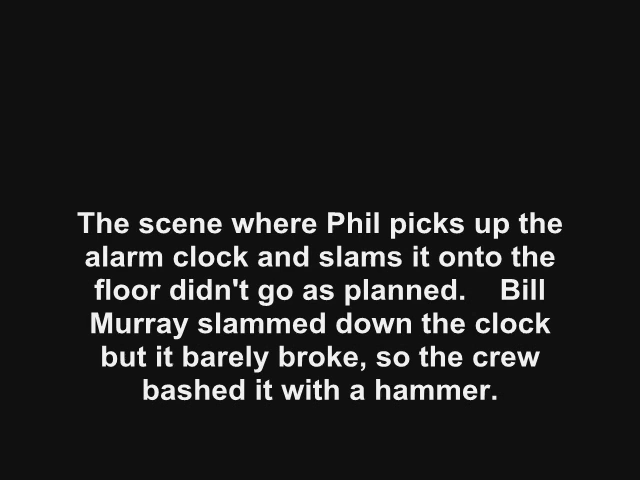 The scene where Phil picks up the
alarm clock and slams it onto the
floor didn't go as planned.    Bill
Murray slammed down the clock
but it barely broke, so the crew
bashed it with a hammer.